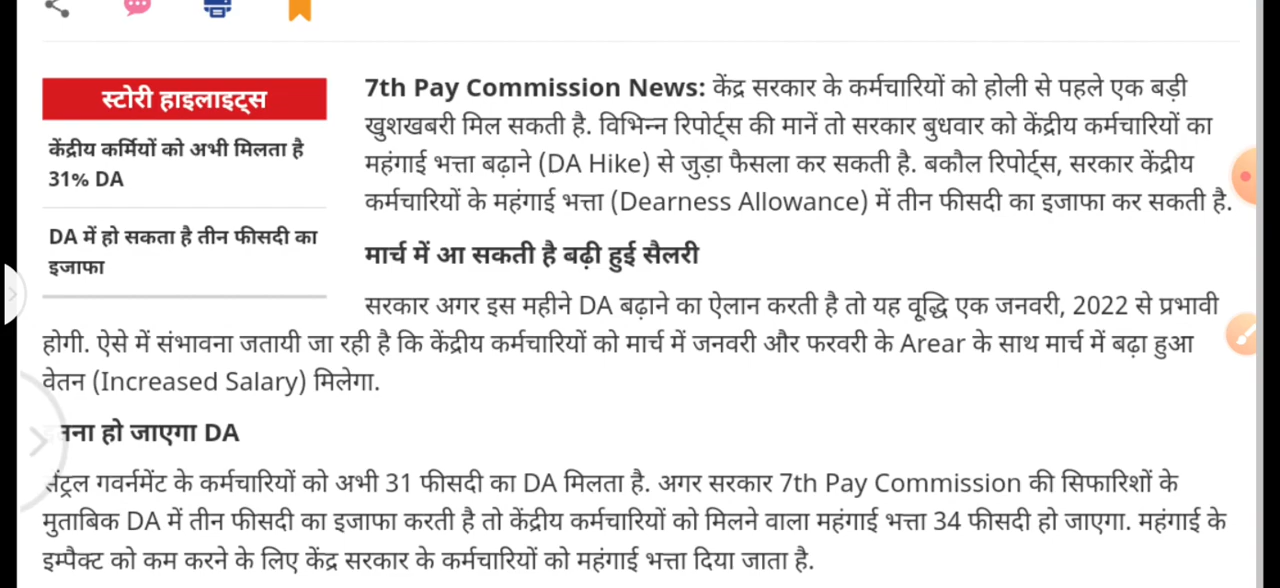 स्टोरी हाइलाइट्स
केंद्रीय कर्मियों को अभी मिलता है
31% DA
DA में हो सकता है तीन फीसदी का
इजाफा
7th Pay Commission News: केंद्र सरकार के कर्मचारियों को होली से पहले एक बड़ी
खुशखबरी मिल सकती है. विभिन्न रिपोर्ट्स की मानें तो सरकार बुधवार को केंद्रीय कर्मचारियों का
महंगाई भत्ता बढ़ाने (DA Hike) से जुड़ा फैसला कर सकती है. बकौल रिपोर्ट्स, सरकार केंद्रीय
कर्मचारियों के महंगाई भत्ता (Dearness Allowance) में तीन फीसदी का इजाफा कर सकती है.
मार्च में आ सकती है बढ़ी हुई सैलरी
सरकार अगर इस महीने DA बढ़ाने का ऐलान करती है तो यह वृद्धि एक जनवरी, 2022 से प्रभावी
होगी. ऐसे में संभावना जतायी जा रही है कि केंद्रीय कर्मचारियों को मार्च में जनवरी और फरवरी के Arear के साथ मार्च में बढ़ा हुआ
वेतन (Increased Salary) मिलेगा.
हो जाएगा DA
सेंट्रल गवर्नमेंट के कर्मचारियों को अभी 31 फीसदी का DA मिलता है. अगर सरकार 7th Pay Commission की सिफारिशों के
मुताबिक DA में तीन फीसदी का इजाफा करती है तो केंद्रीय कर्मचारियों को मिलने वाला महंगाई भत्ता 34 फीसदी हो जाएगा. महंगाई के
इम्पैक्ट को कम करने के लिए केंद्र सरकार के कर्मचारियों को महंगाई भत्ता दिया जाता है.